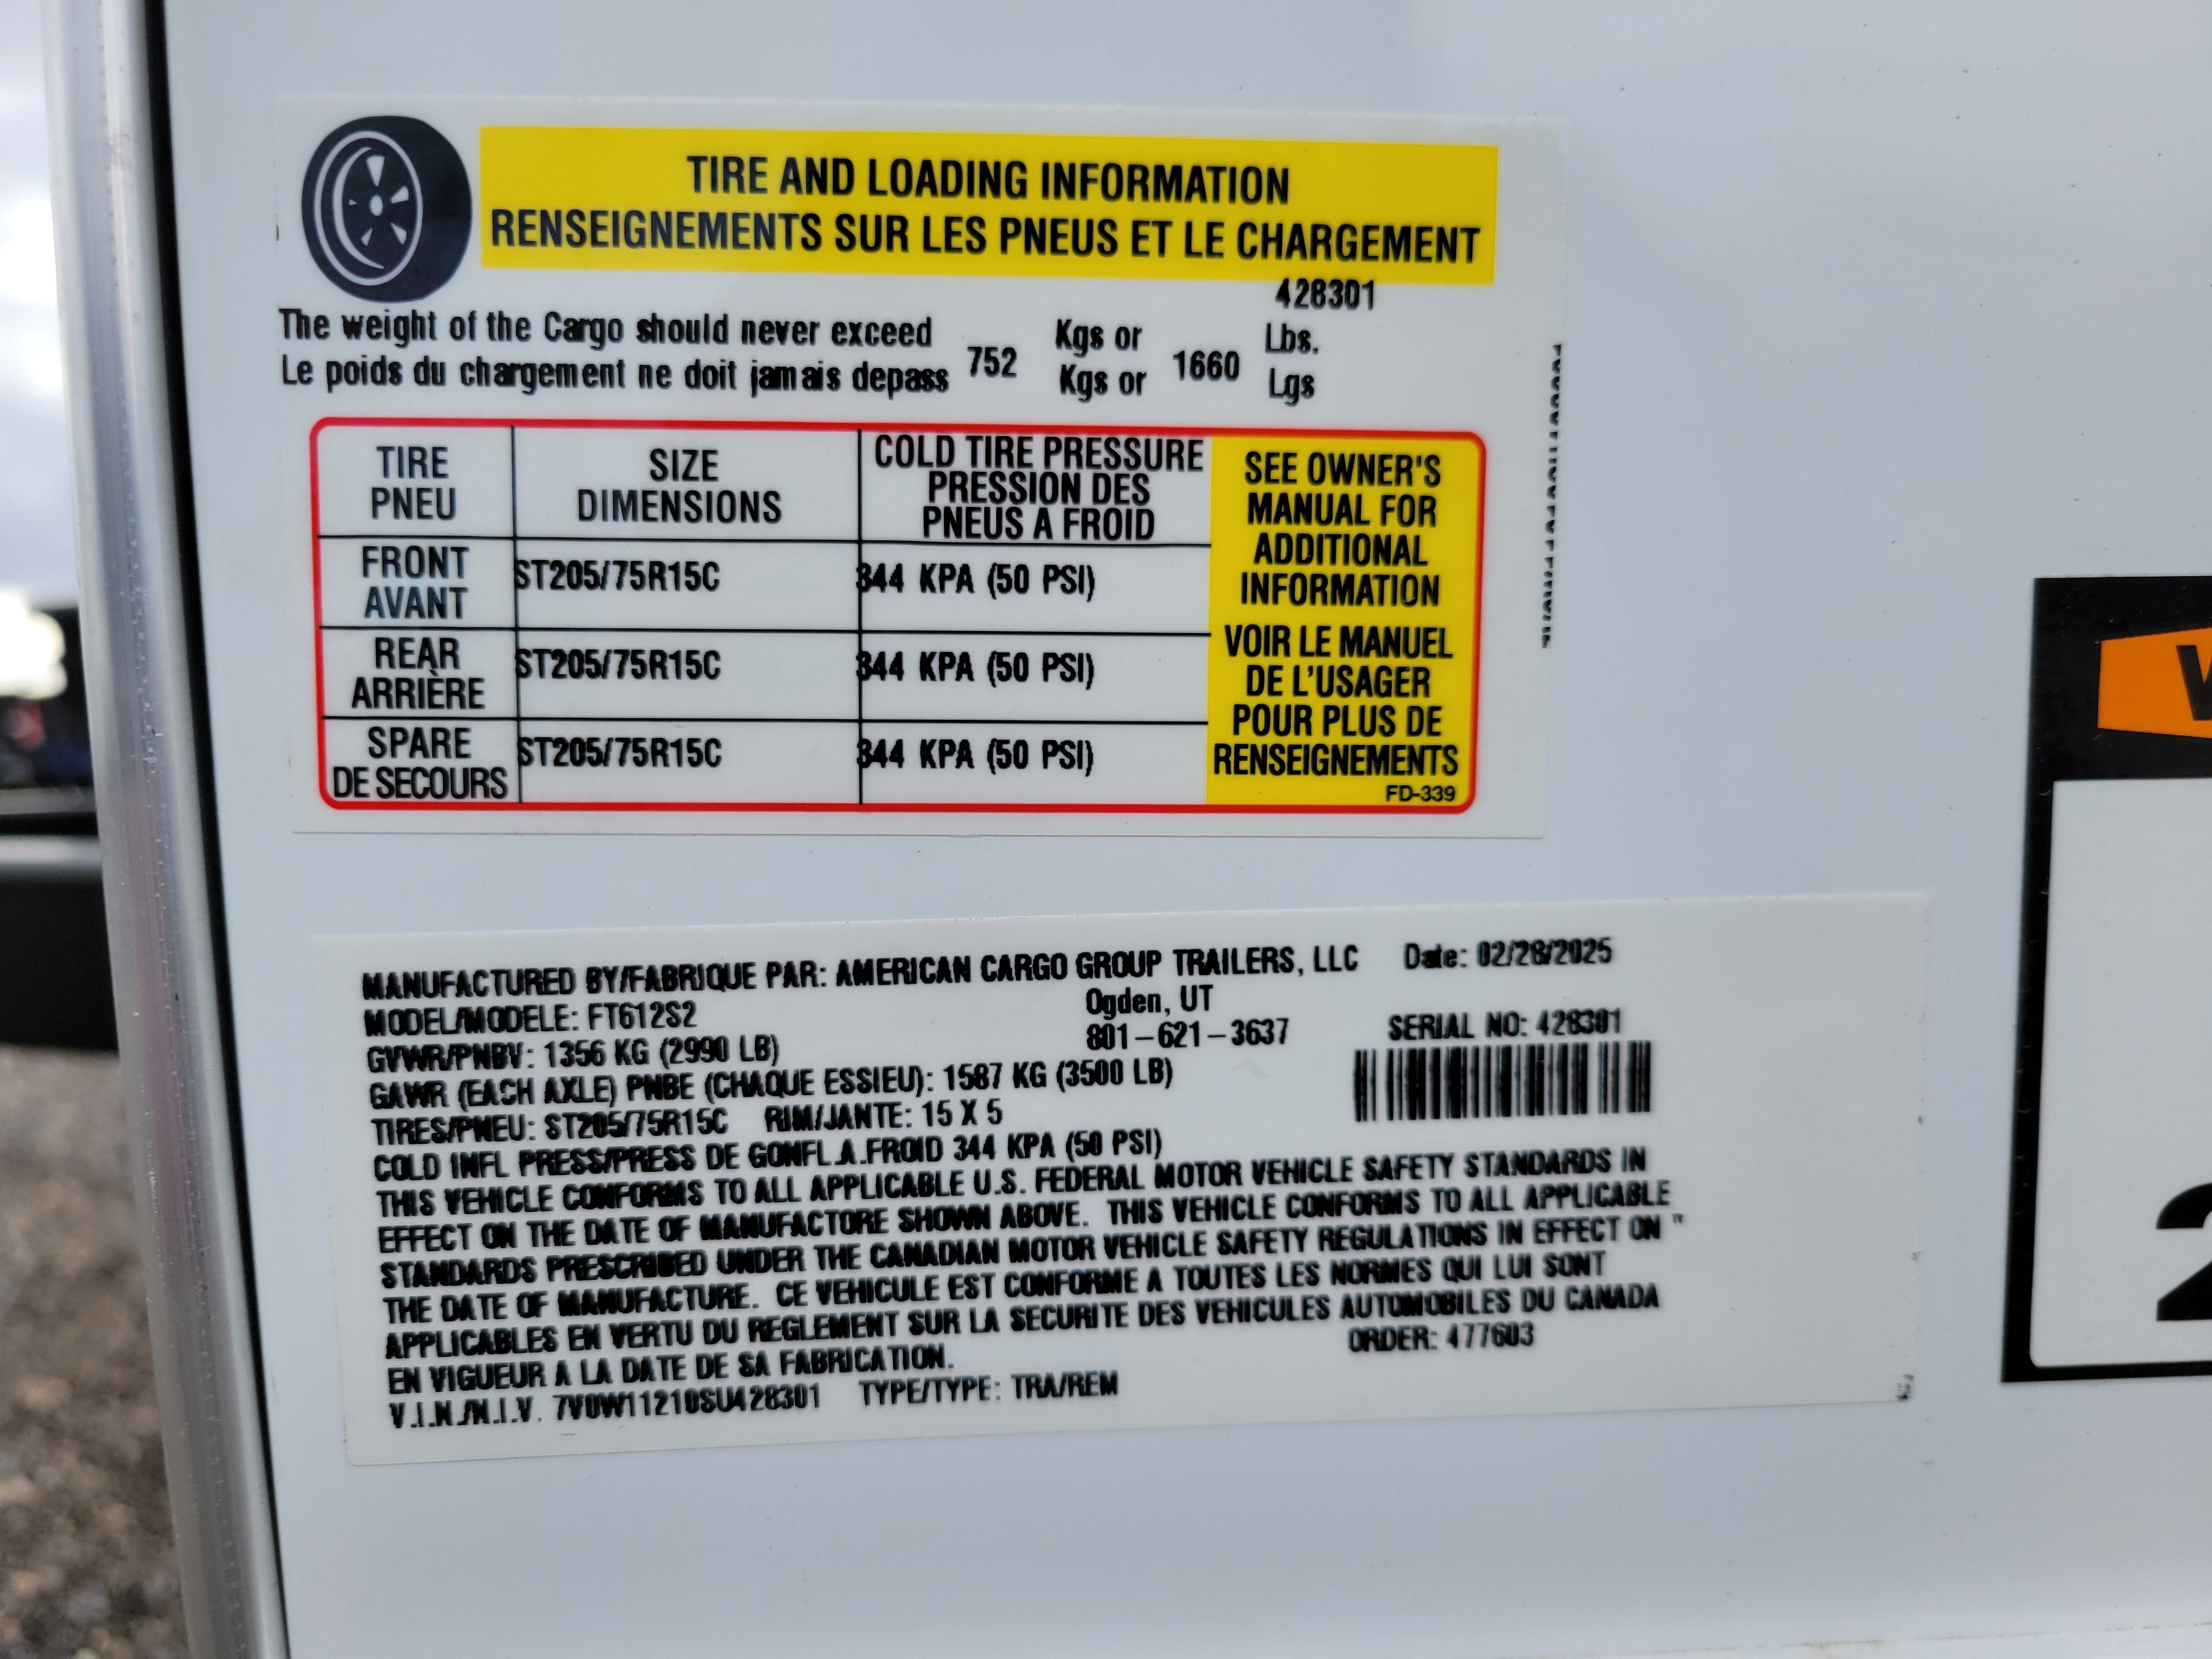 TIRE AND LOADING INFORMATION
RENSEIGNEMENTS SUR LES PNEUS ET LE CHARGEMENT
428301
The weight of the Cargo should never exceed 752 Kgs or 1660 Lbs.
Le poids du chargement ne doit jamais depass Kgs or Lgs
TIRE SIZE COLD TIRE PRESSURE
PNEU DIMENSIONS PRESSION DES
PNEUS A FROID
FRONT
AVANT ST205/75R15C 344 KPA (50 PSI)
REAR
ARRIÈRE ST205/75R15C 344 KPA (50 PSI)
SPARE
DE SECOURS ST205/75R15C 344 KPA (50 PSI)
SEE OWNER'S
MANUAL FOR
ADDITIONAL
INFORMATION
VOIR LE MANUEL
DE L'USAGER
POUR PLUS DE
RENSEIGNEMENTS
FD-339
MANUFACTURED BY/FABRIQUE PAR: AMERICAN CARGO GROUP TRAILERS, LLC Date: 02/28/2025
MODEL/MODELE: FT612S2 Ogden, UT
GVWR/PNBV: 1356 KG (2990 LB) 801-621-3637 SERIAL NO: 428301
GAWR (EACH AXLE) PNBE (CHAQUE ESSIEU): 1587 KG (3500 LB)
TIRES/PNEU: ST205/75R15C RIM/JANTE: 15 X 5
COLD INFL PRESS/PRESS DE GONFL.A.FROID 344 KPA (50 PSI)
THIS VEHICLE CONFORMS TO ALL APPLICABLE U.S. FEDERAL MOTOR VEHICLE SAFETY STANDARDS IN
EFFECT ON THE DATE OF MANUFACTORE SHOWN ABOVE. THIS VEHICLE CONFORMS TO ALL APPLICABLE
STANDARDS PRESCRIBED UNDER THE CANADIAN MOTOR VEHICLE SAFETY REGULATIONS IN EFFECT ON "
THE DATE OF MANUFACTURE. CE VEHICULE EST CONFORME A TOUTES LES NORMES QUI LUI SONT
APPLICABLES EN VERTU DU REGLEMENT SUR LA SECURITE DES VEHICULES AUTOMOBILES DU CANADA
EN VIGUEUR A LA DATE DE SA FABRICATION. ORDER: 477603
V.I.N./N.I.V. 7V0W11210SU428301 TYPE/TYPE: TRA/REM
2